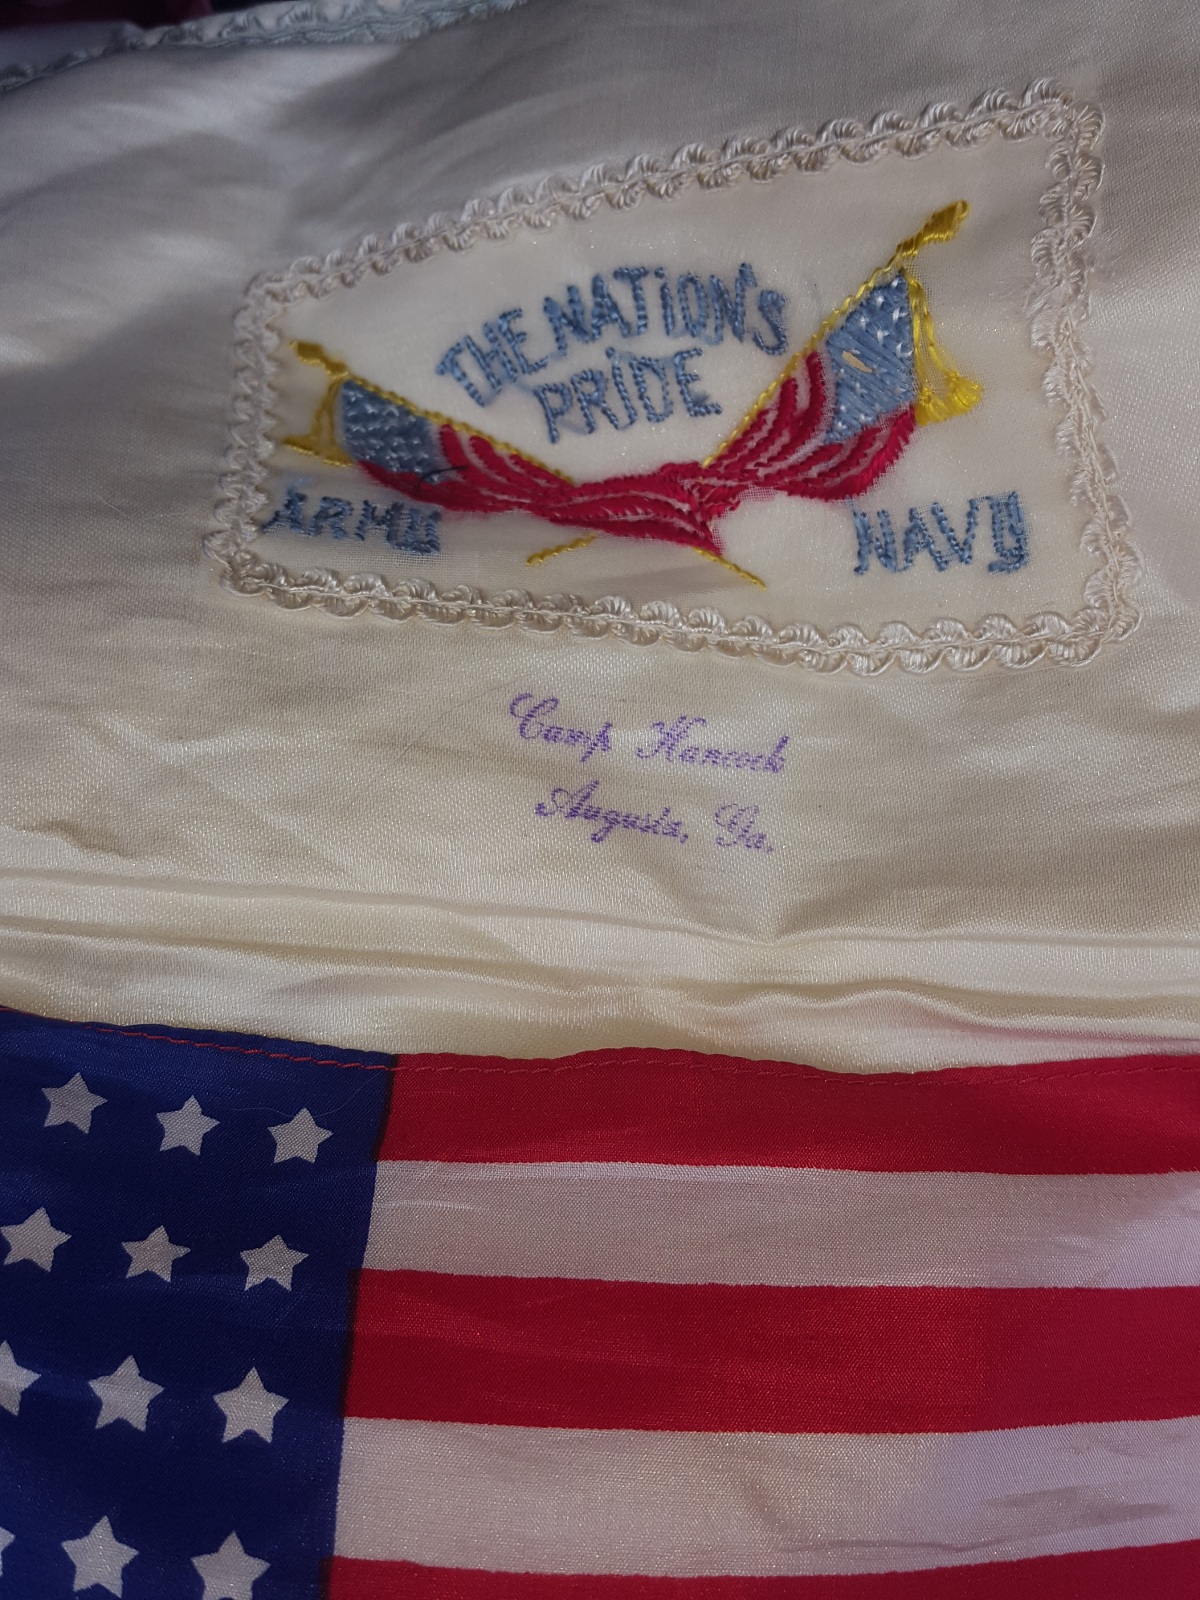 THE NATION'S
PRIDE
ARMY
NAVY
Camp Hancock
Augusta, Ga.